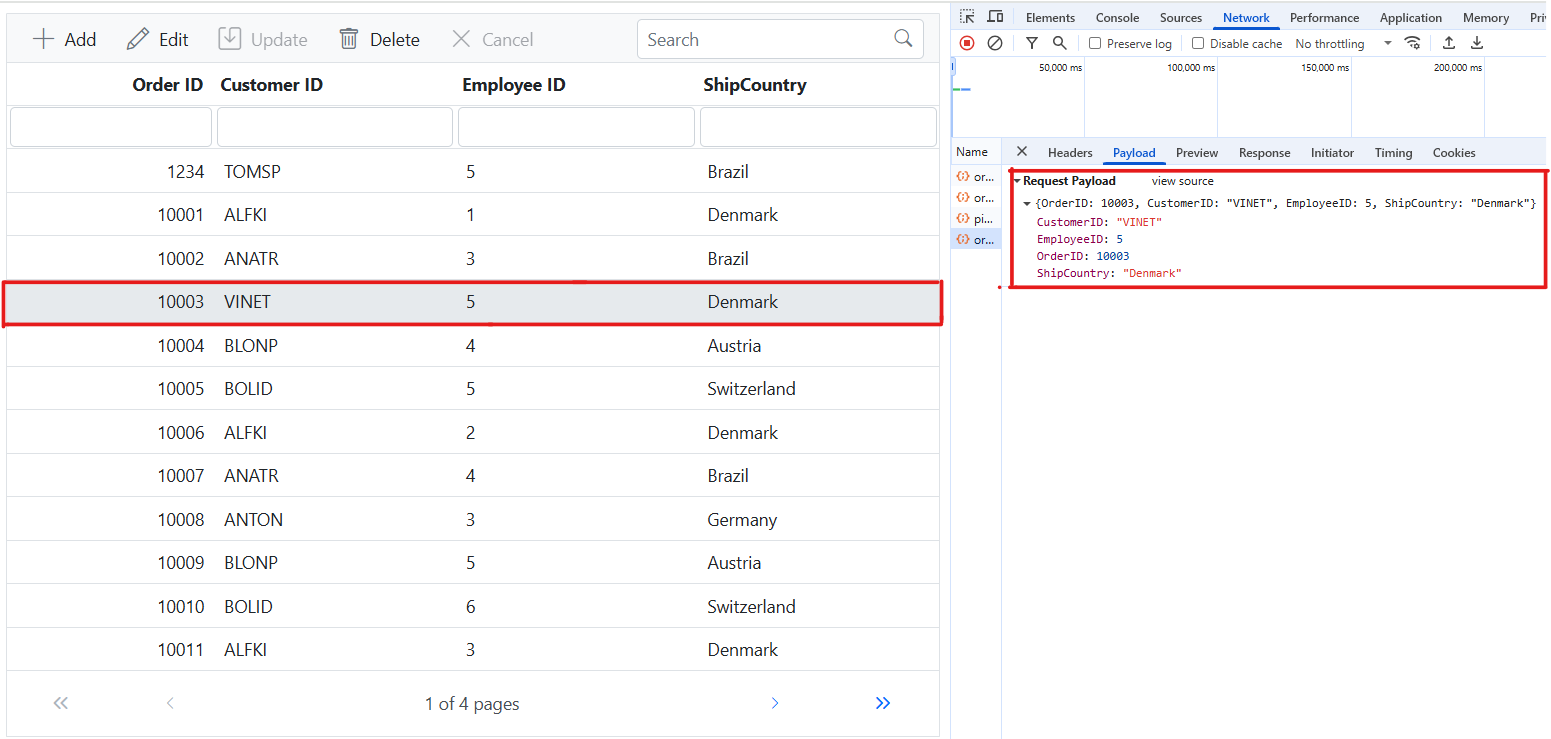 Add Edit Update Delete Cancel Search
Order ID Customer ID Employee ID ShipCountry
1234 TOMSP 5 Brazil
10001 ALFKI 1 Denmark
10002 ANATR 3 Brazil
10003 VINET 5 Denmark
10004 BLONP 4 Austria
10005 BOLID 5 Switzerland
10006 ALFKI 2 Denmark
10007 ANATR 4 Brazil
10008 ANTON 3 Germany
10009 BLONP 5 Austria
10010 BOLID 6 Switzerland
10011 ALFKI 3 Denmark
1 of 4 pages
Elements Console Sources Network Performance Application Memory Pri
Preserve log Disable cache No throttling
50,000 ms 100,000 ms 150,000 ms 200,000 ms
Name Headers Payload Preview Response Initiator Timing Cookies
or...
or...
pi...
or...
Request Payload view source
{OrderID: 10003, CustomerID: "VINET", EmployeeID: 5, ShipCountry: "Denmark"}
CustomerID: "VINET"
EmployeeID: 5
OrderID: 10003
ShipCountry: "Denmark"